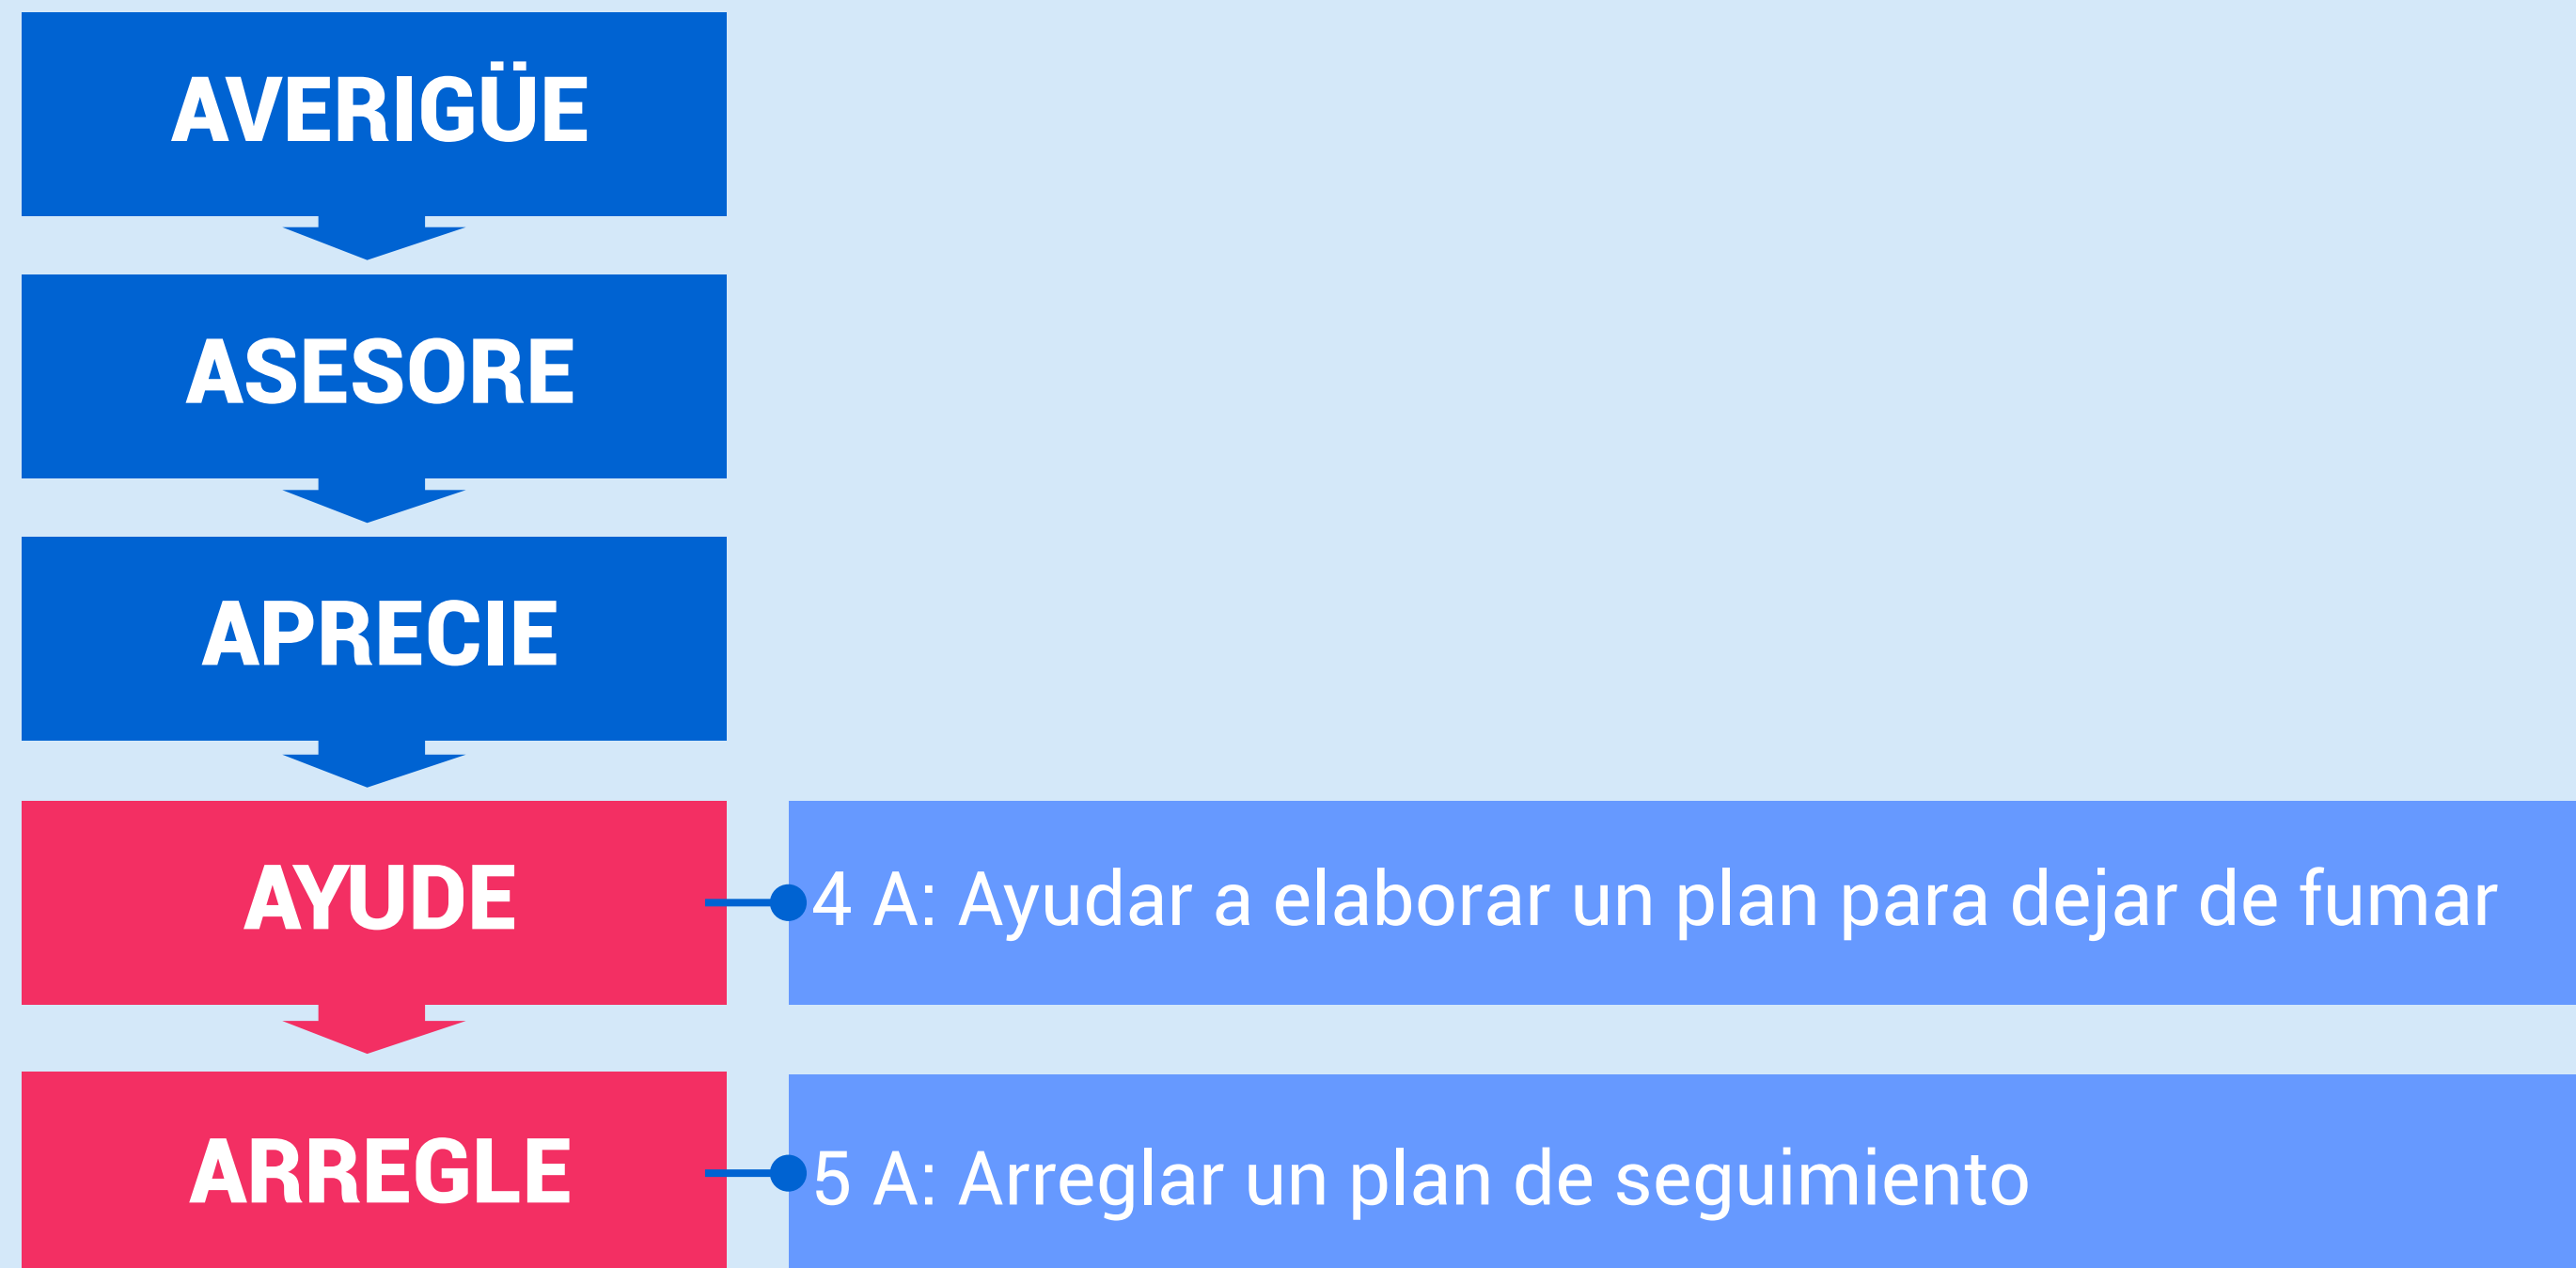 AVERIGÜE
ASESORE
APRECIE
AYUDE
4 A: Ayudar a elaborar un plan para dejar de fumar
ARREGLE
5 A: Arreglar un plan de seguimiento